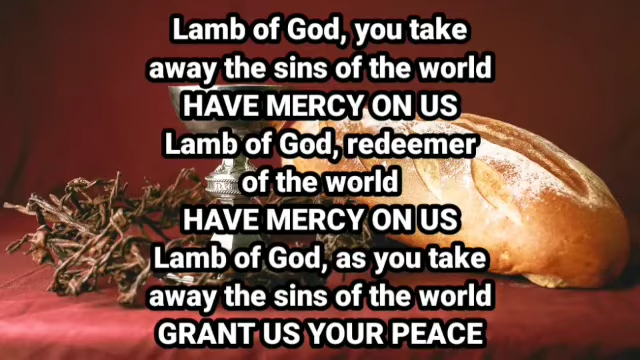 Lamb of God, you take
away the sins of the world
HAVE MERCY ON US
Lamb of God, redeemer
of the world
HAVE MERCY ON US
Lamb of God, as you take
away the sins of the world
GRANT US YOUR PEACE